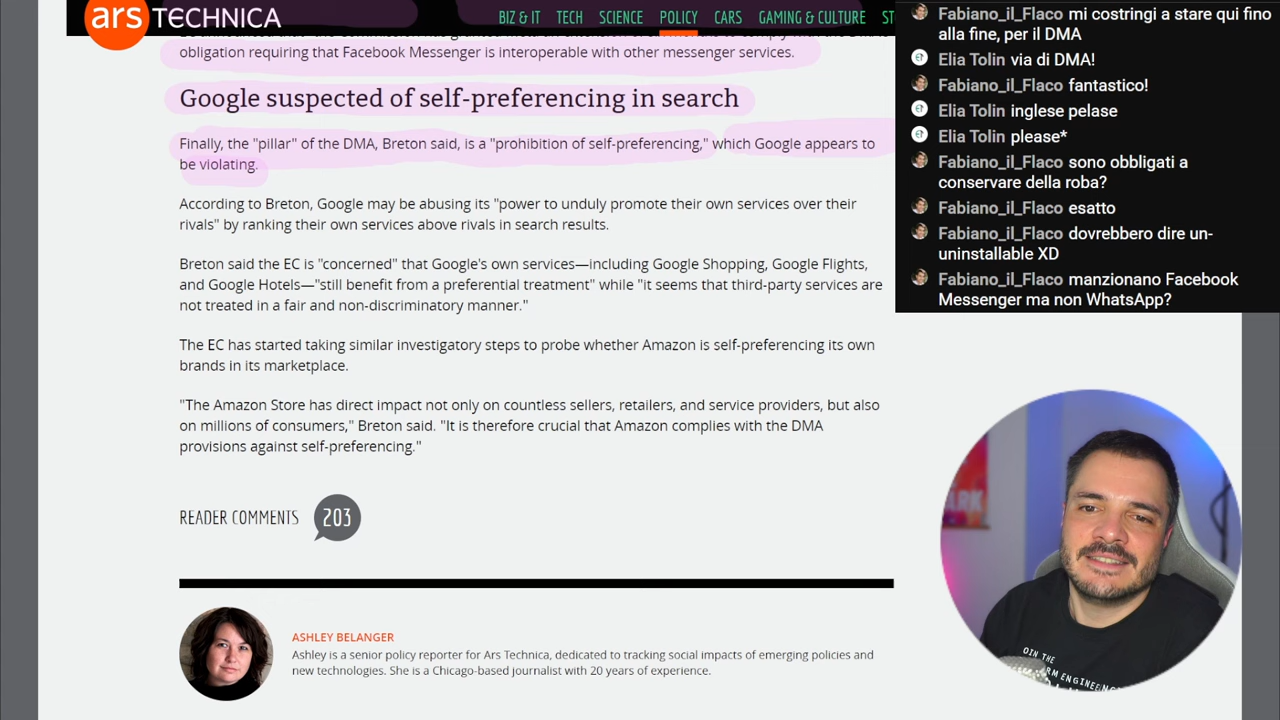 ars TECHNICA
BIZ & IT TECH SCIENCE POLICY CARS GAMING & CULTURE ST
obligation requiring that Facebook Messenger is interoperable with other messenger services.
Google suspected of self-preferencing in search
Finally, the "pillar" of the DMA, Breton said, is a "prohibition of self-preferencing," which Google appears to
be violating.
According to Breton, Google may be abusing its "power to unduly promote their own services over their
rivals" by ranking their own services above rivals in search results.
Breton said the EC is "concerned" that Google's own services—including Google Shopping, Google Flights,
and Google Hotels—"still benefit from a preferential treatment" while "it seems that third-party services are
not treated in a fair and non-discriminatory manner."
The EC has started taking similar investigatory steps to probe whether Amazon is self-preferencing its own
brands in its marketplace.
"The Amazon Store has direct impact not only on countless sellers, retailers, and service providers, but also
on millions of consumers," Breton said. "It is therefore crucial that Amazon complies with the DMA
provisions against self-preferencing."
READER COMMENTS 203
ASHLEY BELANGER
Ashley is a senior policy reporter for Ars Technica, dedicated to tracking social impacts of emerging policies and
new technologies. She is a Chicago-based journalist with 20 years of experience.
Fabiano_il_Flaco mi costringi a stare qui fino
alla fine, per il DMA
Elia Tolin via di DMA!
Fabiano_il_Flaco fantastico!
Elia Tolin inglese pelase
Elia Tolin please*
Fabiano_il_Flaco sono obbligati a
conservare della roba?
Fabiano_il_Flaco esatto
Fabiano_il_Flaco dovrebbero dire un-
uninstallable XD
Fabiano_il_Flaco manzionano Facebook
Messenger ma non WhatsApp?
OIN THE